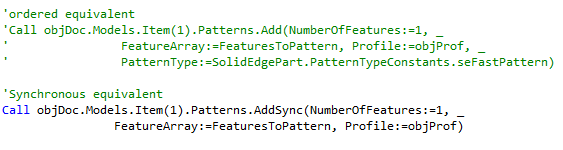 'ordered equivalent
'Call objDoc.Models.Item(1).Patterns.Add(NumberOfFeatures:=1, _
'            FeatureArray:=FeaturesToPattern, Profile:=objProf, _
'            PatternType:=SolidEdgePart.PatternTypeConstants.seFastPattern)
'Synchronous equivalent
Call objDoc.Models.Item(1).Patterns.AddSync(NumberOfFeatures:=1, _
            FeatureArray:=FeaturesToPattern, Profile:=objProf)